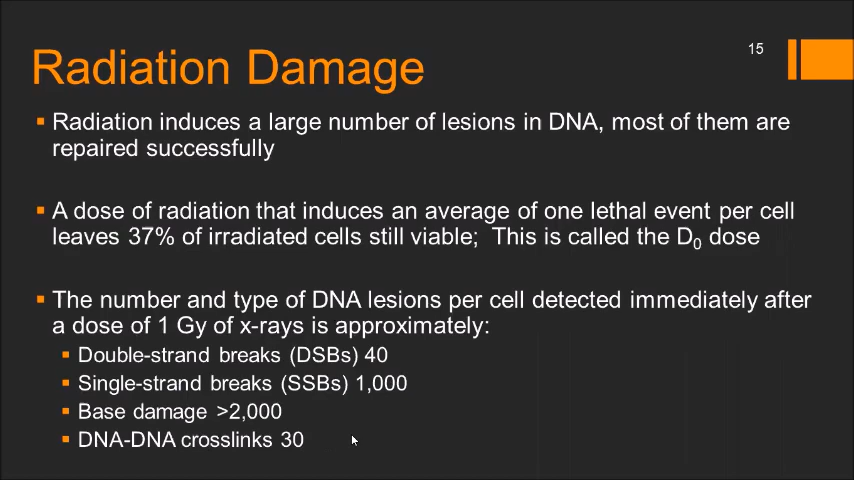 15
Radiation Damage
▪ Radiation induces a large number of lesions in DNA, most of them are
repaired successfully
▪ A dose of radiation that induces an average of one lethal event per cell
leaves 37% of irradiated cells still viable; This is called the D₀ dose
▪ The number and type of DNA lesions per cell detected immediately after
a dose of 1 Gy of x-rays is approximately:
▪ Double-strand breaks (DSBs) 40
▪ Single-strand breaks (SSBs) 1,000
▪ Base damage >2,000
▪ DNA-DNA crosslinks 30